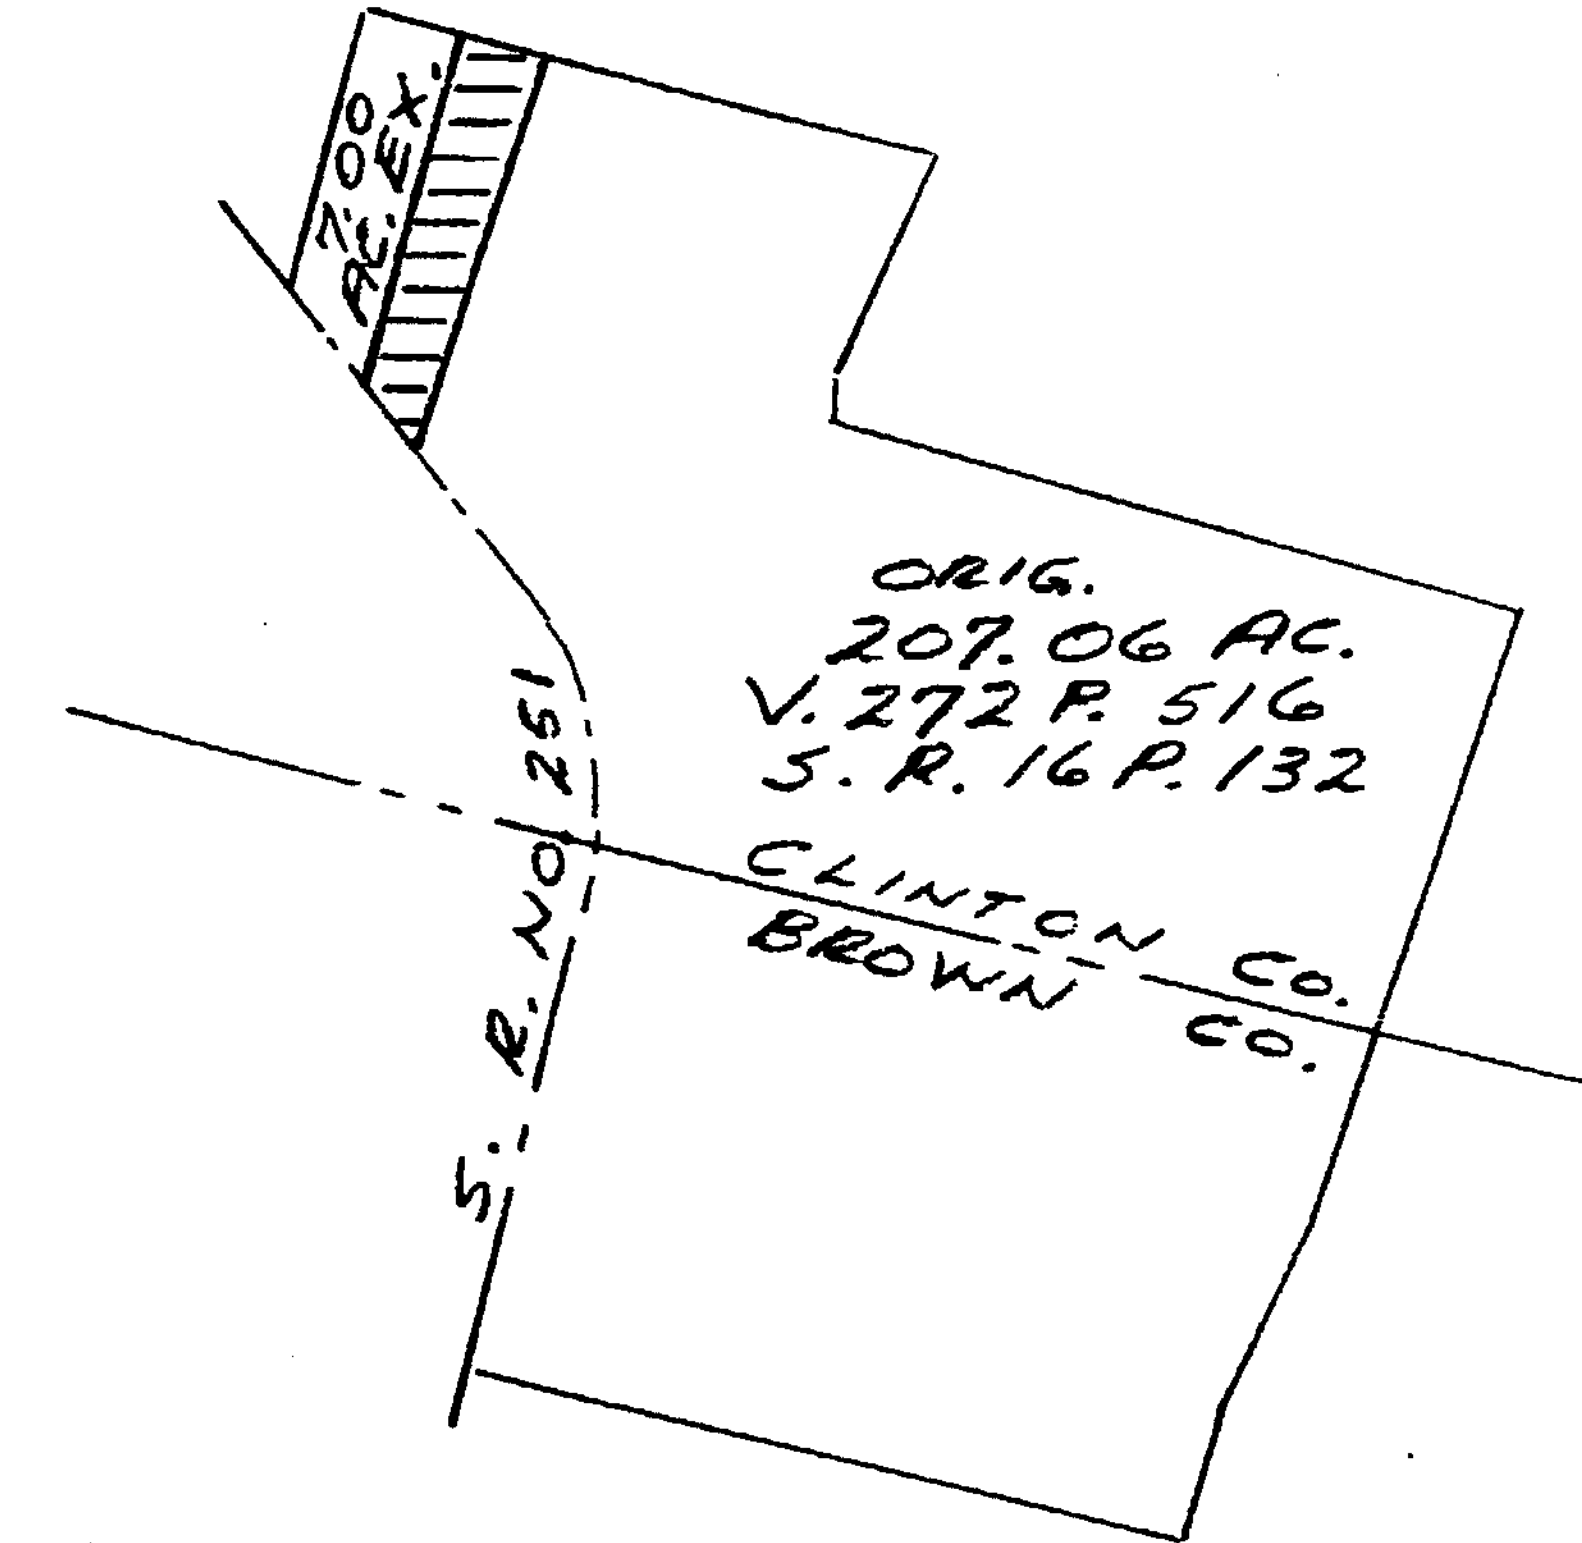 7.00
AC. EX.
ORIG.
207.06 AC.
V. 272 P. 516
S. R. 16 P. 132
S. R. NO 251
CLINTON CO.
BROWN CO.